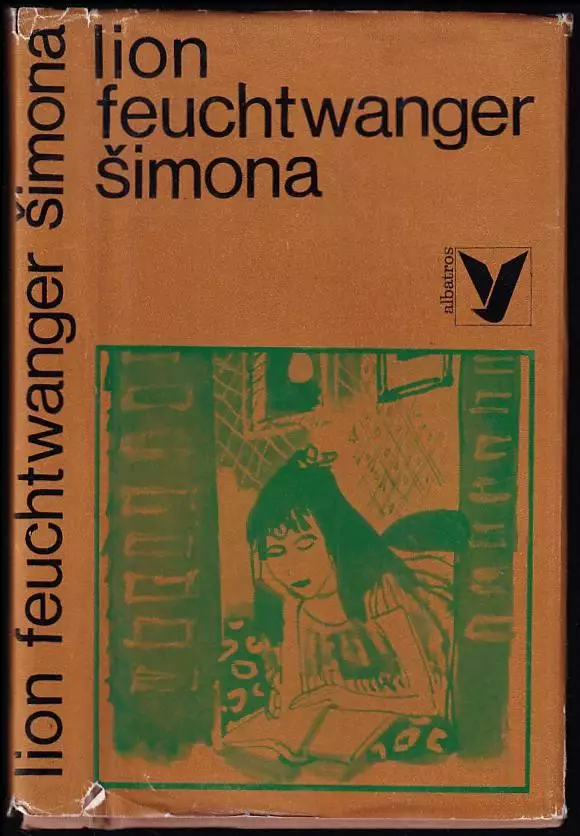 lion
feuchtwanger
šimona
albatros
lion feuchtwanger šimona